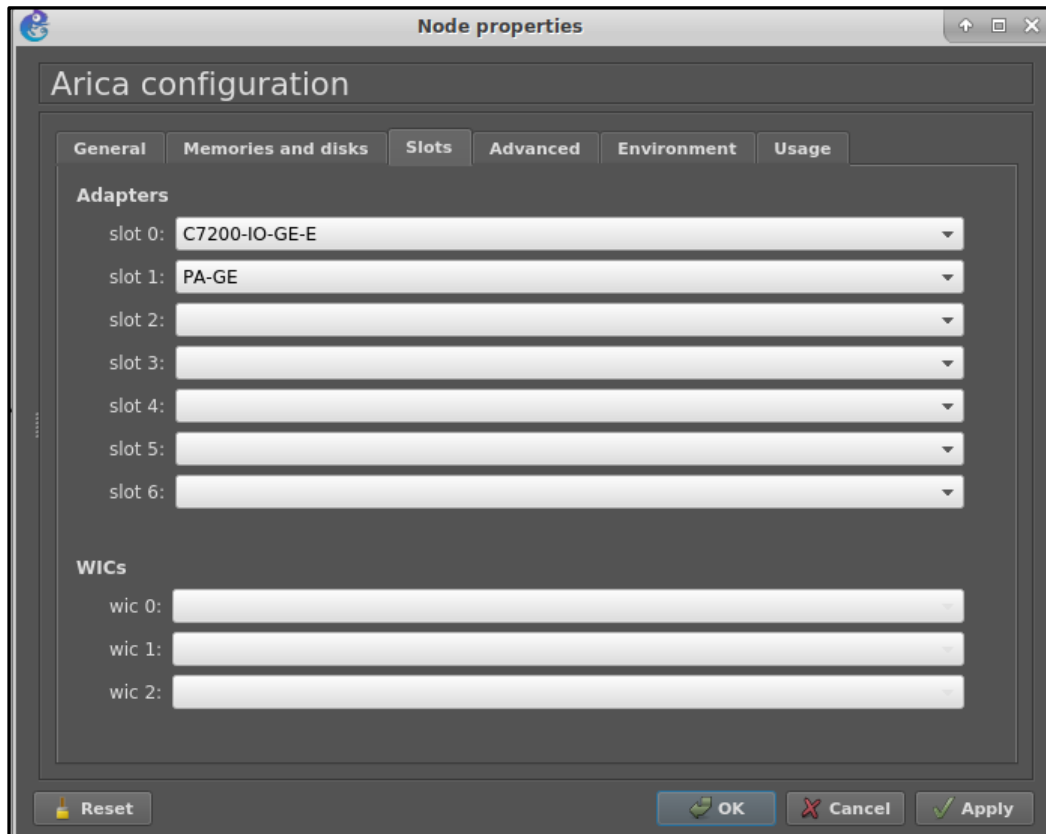 Node properties
Arica configuration
General Memories and disks Slots Advanced Environment Usage
Adapters
slot 0: C7200-IO-GE-E
slot 1: PA-GE
slot 2:
slot 3:
slot 4:
slot 5:
slot 6:
WICs
wic 0:
wic 1:
wic 2:
Reset OK Cancel Apply